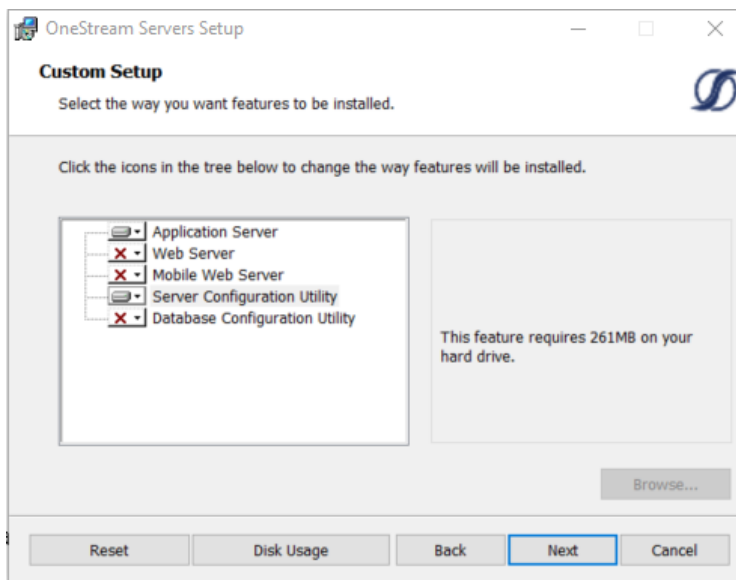 OneStream Servers Setup
Custom Setup
Select the way you want features to be installed.
Click the icons in the tree below to change the way features will be installed.
Application Server
Web Server
Mobile Web Server
Server Configuration Utility
Database Configuration Utility
This feature requires 261MB on your
hard drive.
Browse...
Reset
Disk Usage
Back
Next
Cancel